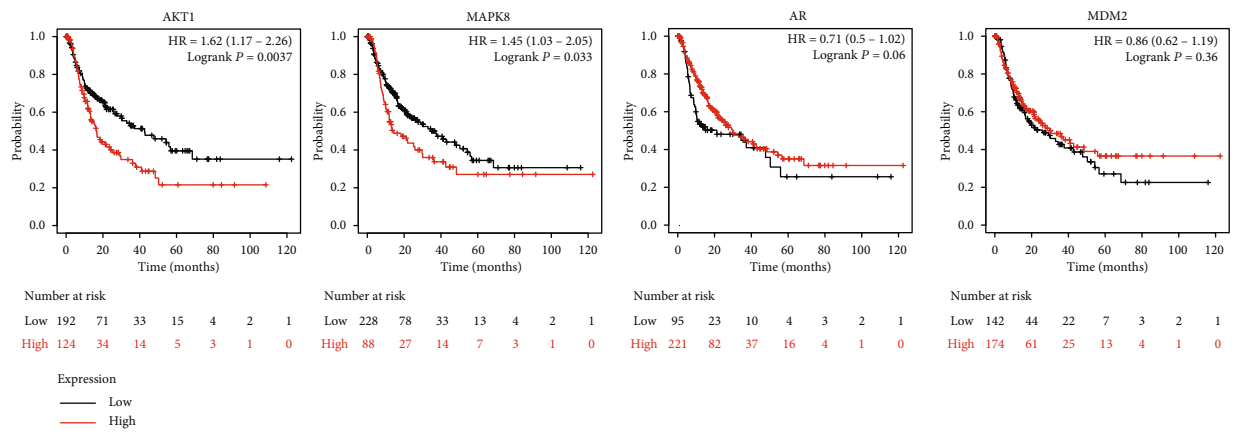 AKT1
HR = 1.62 (1.17 – 2.26)
Logrank P = 0.0037
Probability
1.0
0.8
0.6
0.4
0.2
0.0
0 20 40 60 80 100 120
Time (months)
MAPK8
HR = 1.45 (1.03 – 2.05)
Logrank P = 0.033
Probability
1.0
0.8
0.6
0.4
0.2
0.0
0 20 40 60 80 100 120
Time (months)
AR
HR = 0.71 (0.5 – 1.02)
Logrank P = 0.06
Probability
1.0
0.8
0.6
0.4
0.2
0.0
0 20 40 60 80 100 120
Time (months)
MDM2
HR = 0.86 (0.62 – 1.19)
Logrank P = 0.36
Probability
1.0
0.8
0.6
0.4
0.2
0.0
0 20 40 60 80 100 120
Time (months)
Number at risk
Low 192 71 33 15 4 2 1
High 124 34 14 5 3 1 0
Number at risk
Low 228 78 33 13 4 2 1
High 88 27 14 7 3 1 0
Number at risk
Low 95 23 10 4 3 2 1
High 221 82 37 16 4 1 0
Number at risk
Low 142 44 22 7 3 2 1
High 174 61 25 13 4 1 0
Expression
Low
High